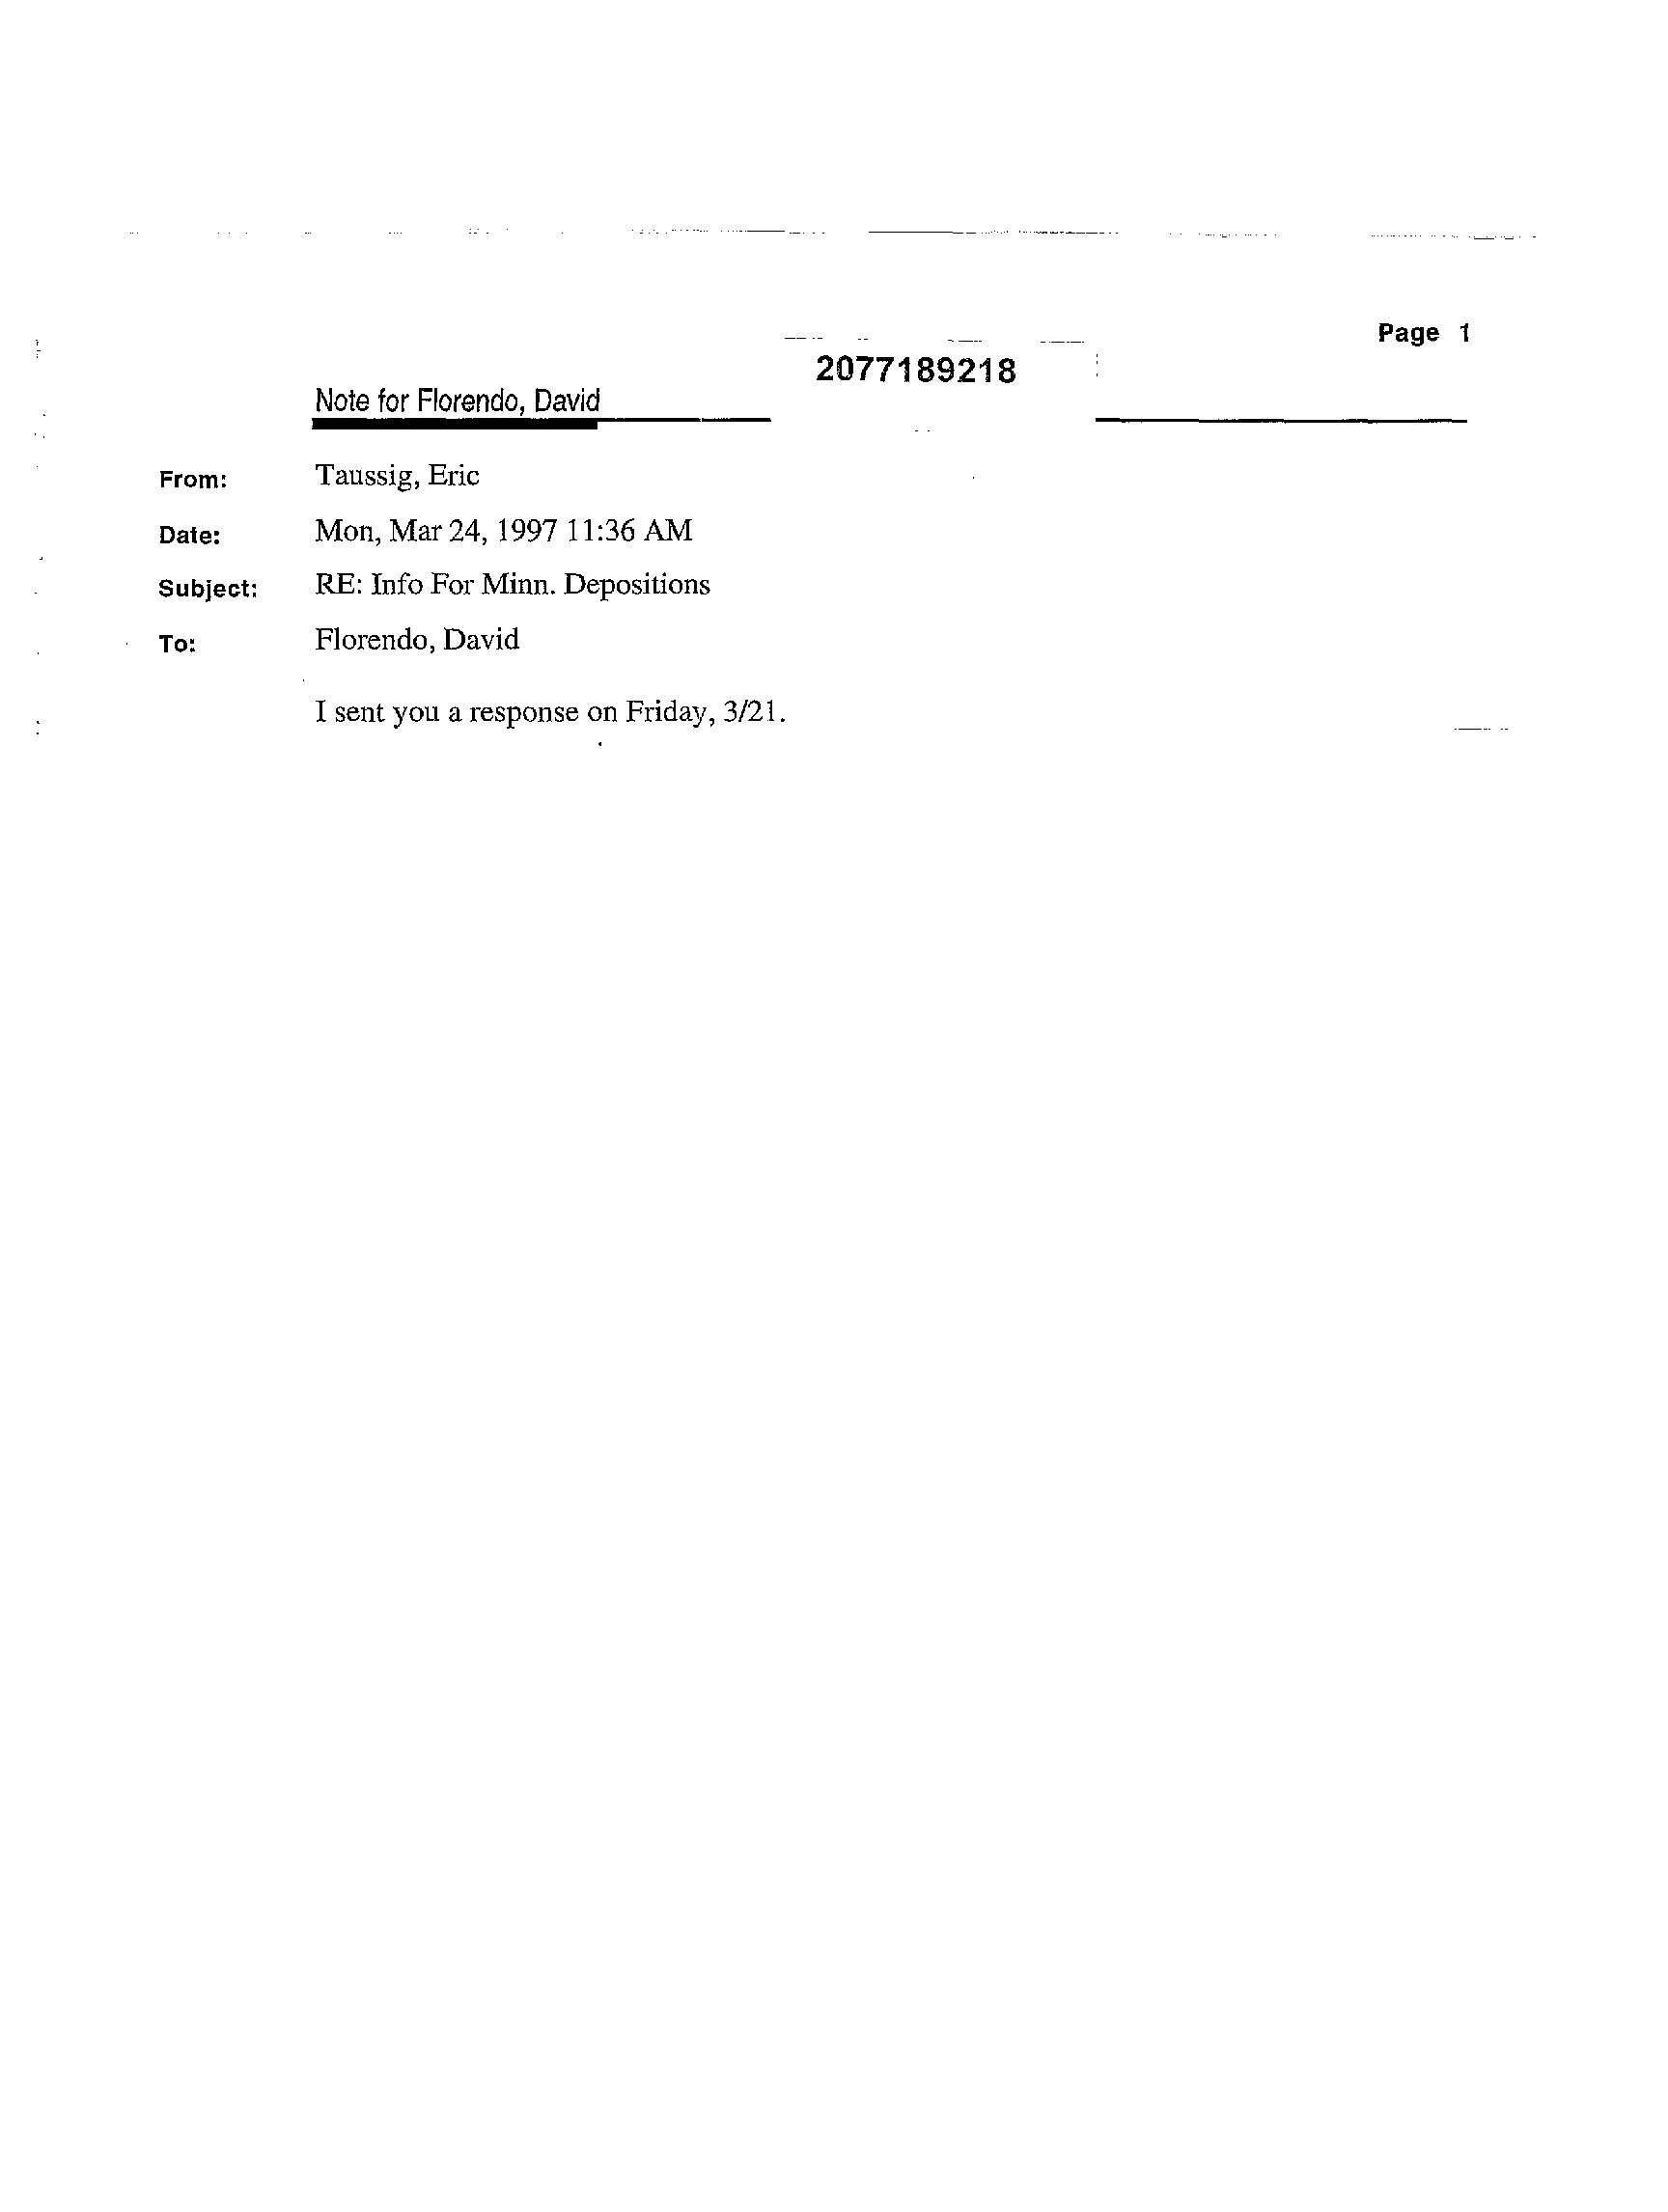 Page 1
2077189218
Note for Florendo, David
From: Taussig, Eric
Date: Mon, Mar 24, 1997 11:36 AM
Subject: RE: Info For Minn. Depositions
To: Florendo, David
I sent you a response on Friday, 3/21.